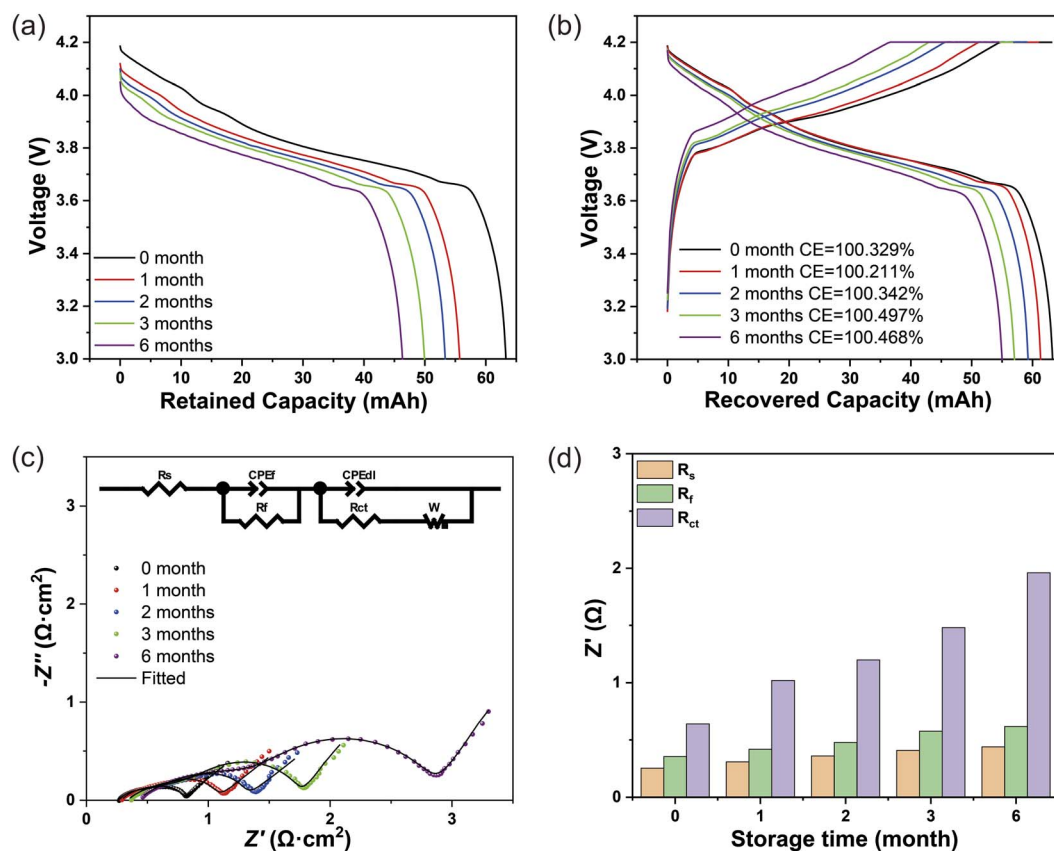 (a)
4.2
4.0
3.8
3.6
3.4
3.2
3.0
Voltage (V)
0 month
1 month
2 months
3 months
6 months
0 10 20 30 40 50 60
Retained Capacity (mAh)
(b)
4.2
4.0
3.8
3.6
3.4
3.2
3.0
Voltage (V)
0 month CE=100.329%
1 month CE=100.211%
2 months CE=100.342%
3 months CE=100.497%
6 months CE=100.468%
0 10 20 30 40 50 60
Recovered Capacity (mAh)
(c)
Rs CPEf CPEdl
Rf Rct W
3
2
1
0
-Z'' (Ω·cm²)
0 month
1 month
2 months
3 months
6 months
Fitted
0 1 2 3
Z' (Ω·cm²)
(d)
3
2
1
0
Z' (Ω)
Rs
Rf
Rct
0 1 2 3 6
Storage time (month)